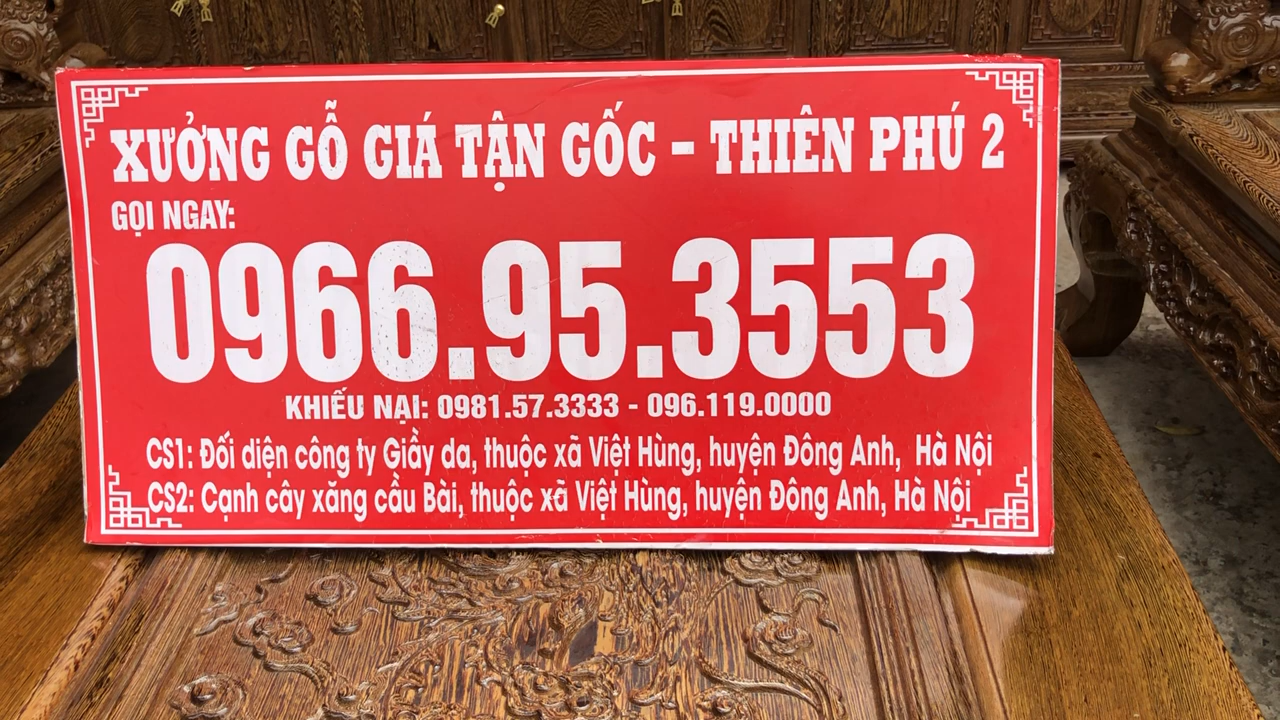 XƯỞNG GỖ GIÁ TẬN GỐC - THIÊN PHÚ 2
GỌI NGAY:
0966.95.3553
KHIẾU NẠI: 0981.57.3333 - 096.119.0000
CS1: Đối diện công ty Giầy da, thuộc xã Việt Hùng, huyện Đông Anh, Hà Nội
CS2: Cạnh cây xăng cầu Bài, thuộc xã Việt Hùng, huyện Đông Anh, Hà Nội